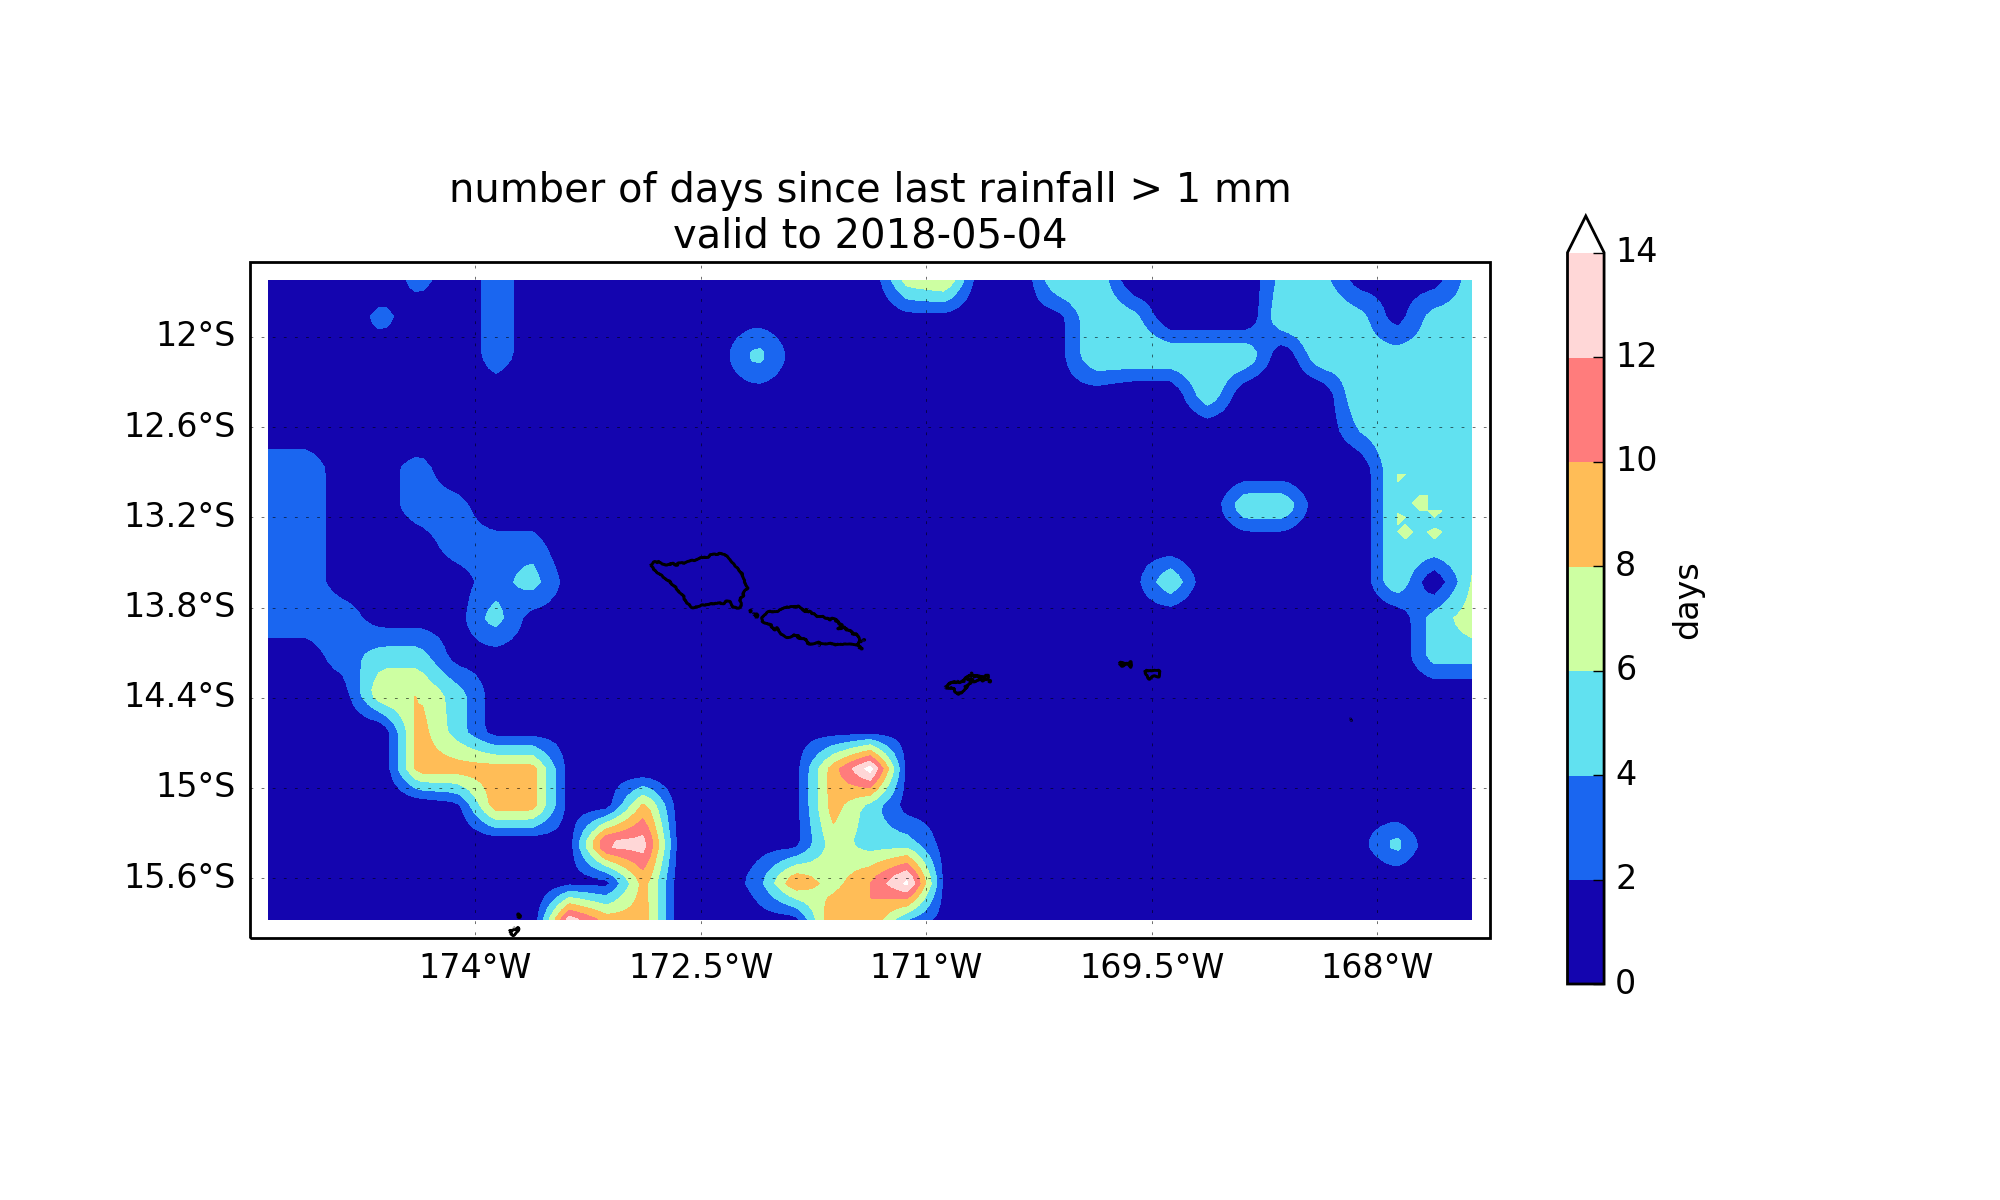 number of days since last rainfall > 1 mm
valid to 2018-05-04
12°S
12.6°S
13.2°S
13.8°S
14.4°S
15°S
15.6°S
174°W
172.5°W
171°W
169.5°W
168°W
14
12
10
8
6
4
2
0
days